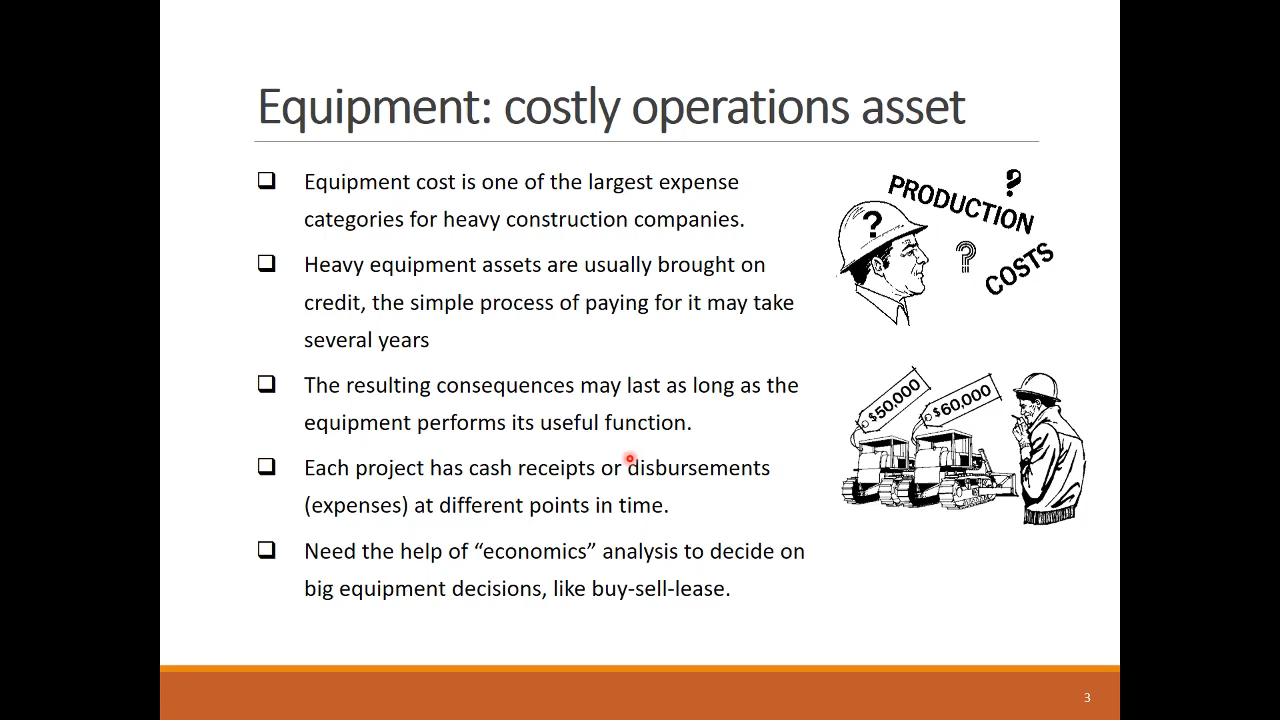 Equipment: costly operations asset
❑ Equipment cost is one of the largest expense
categories for heavy construction companies.
❑ Heavy equipment assets are usually brought on
credit, the simple process of paying for it may take
several years
❑ The resulting consequences may last as long as the
equipment performs its useful function.
❑ Each project has cash receipts or disbursements
(expenses) at different points in time.
❑ Need the help of “economics” analysis to decide on
big equipment decisions, like buy-sell-lease.
?
PRODUCTION
?
?
COSTS
$50,000
$60,000
3